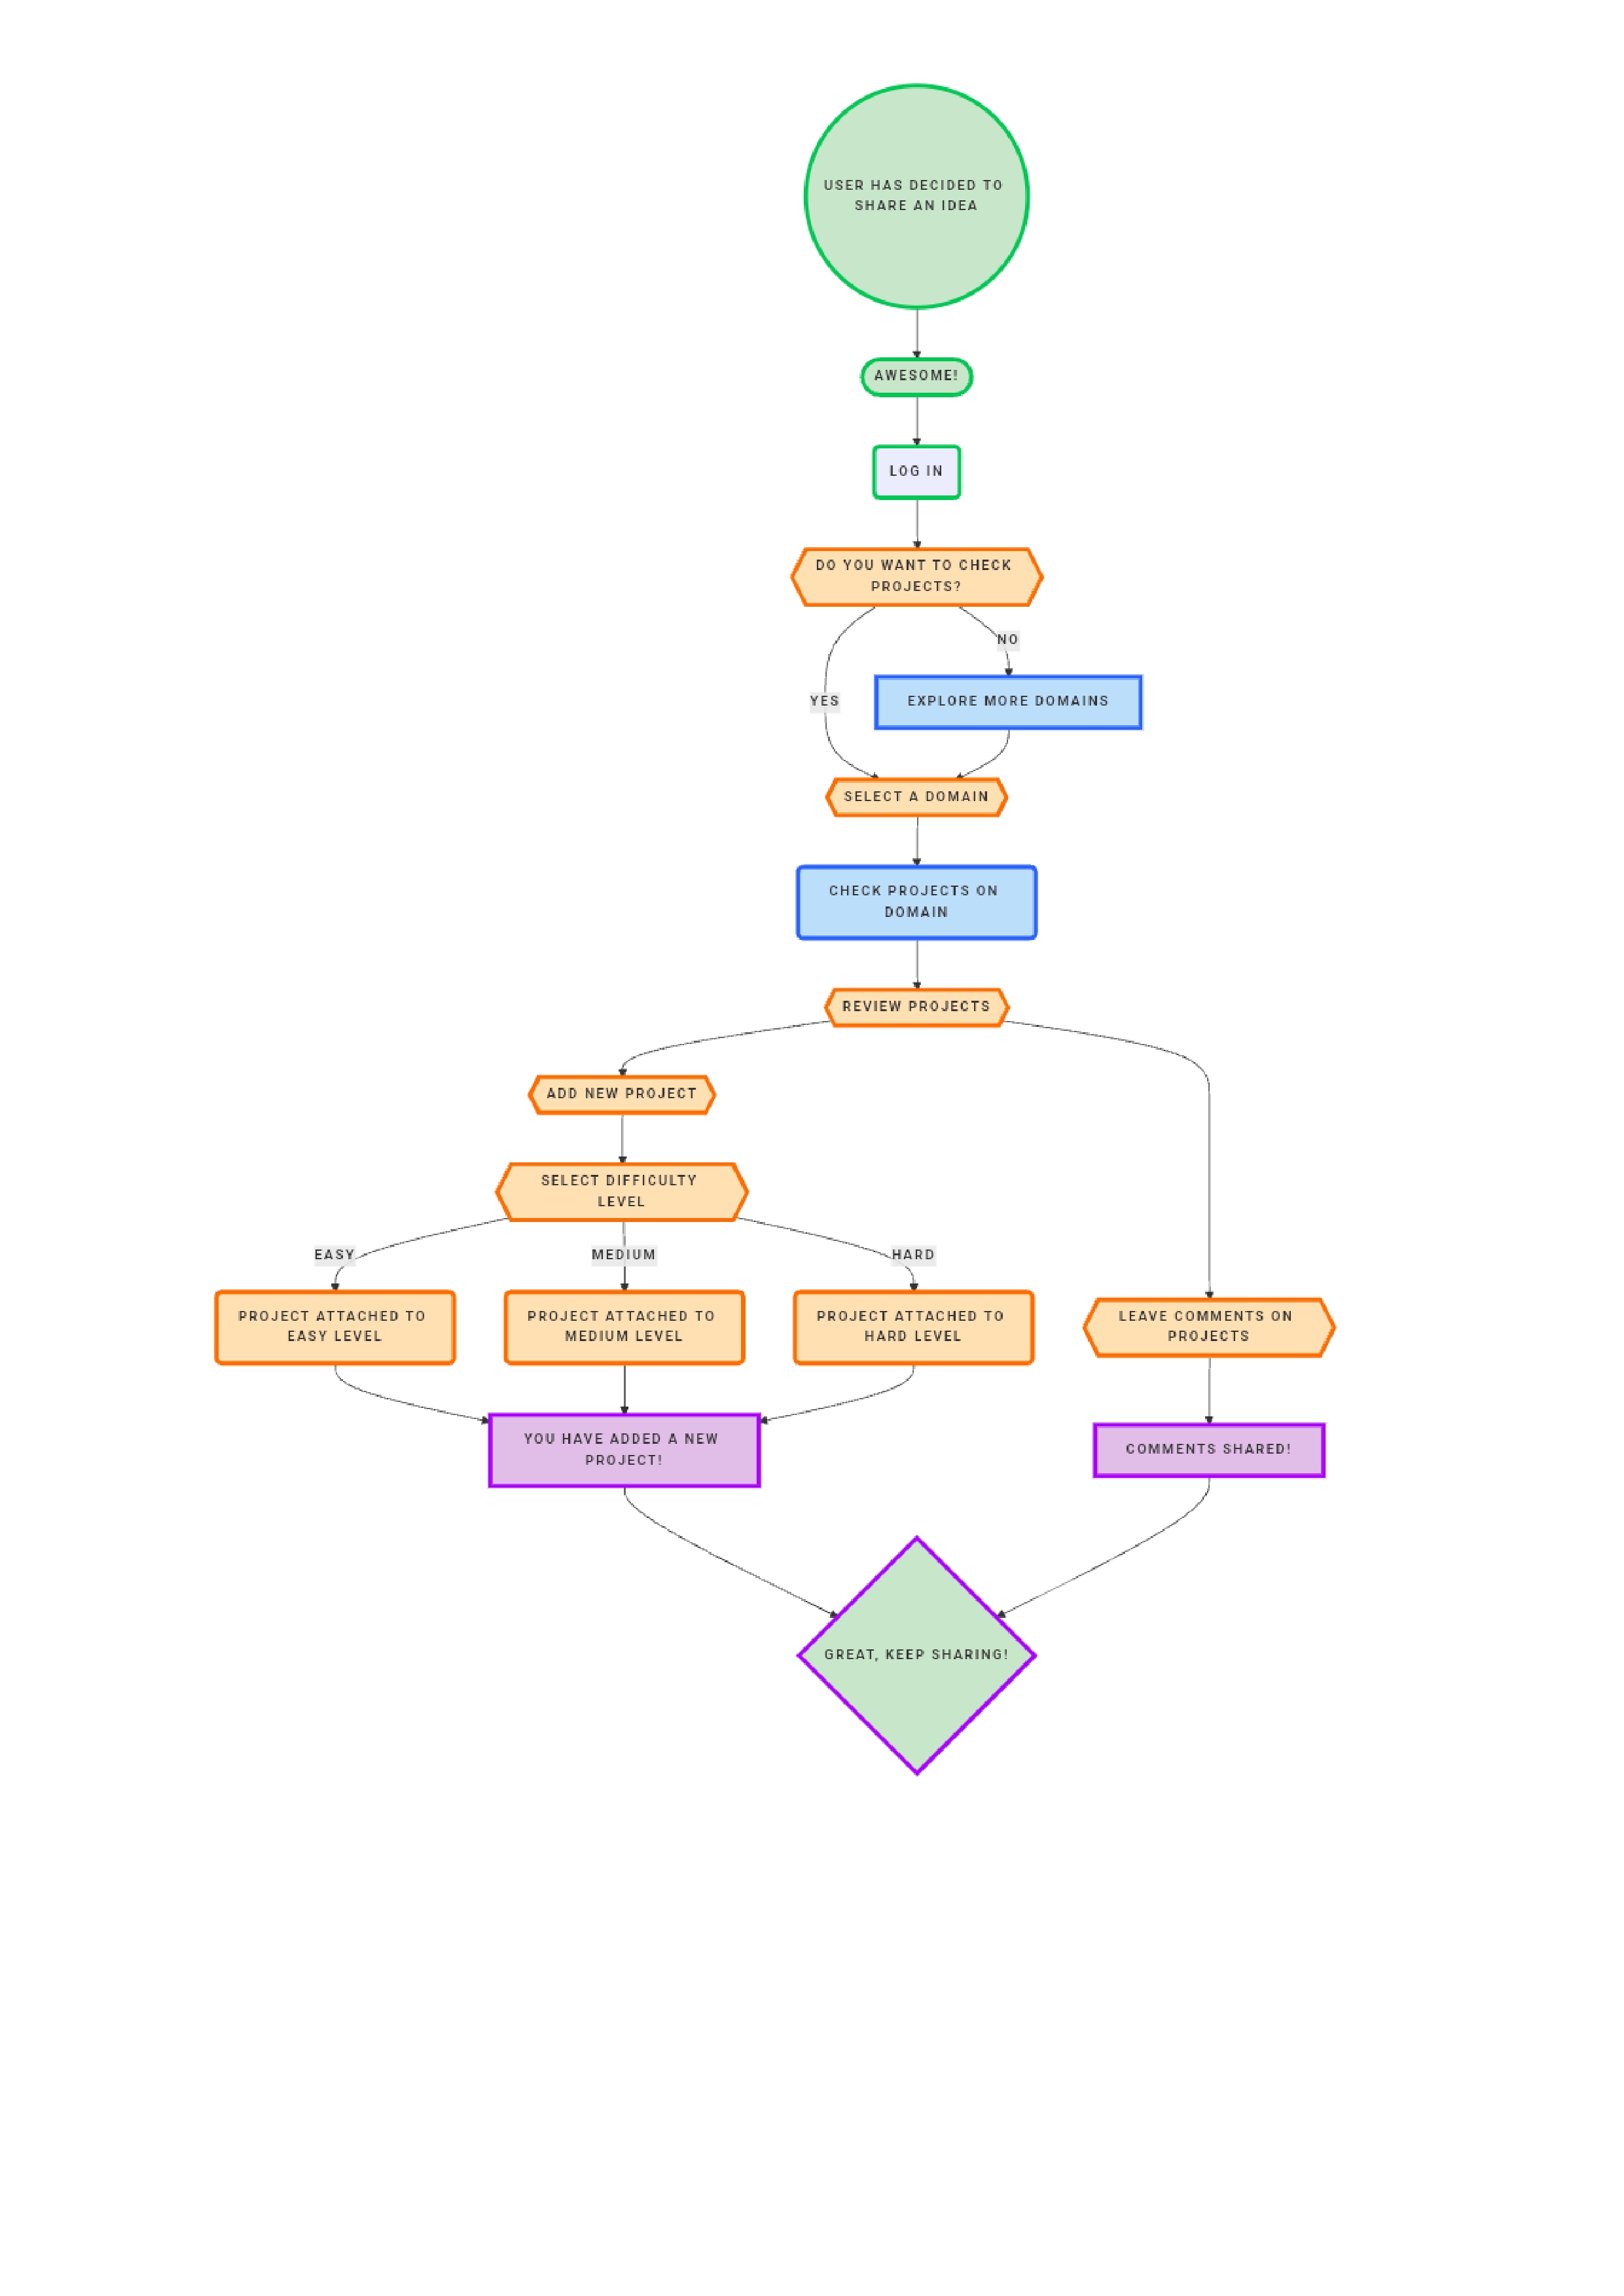 USER HAS DECIDED TO
SHARE AN IDEA
AWESOME!
LOG IN
DO YOU WANT TO CHECK
PROJECTS?
NO
YES
EXPLORE MORE DOMAINS
SELECT A DOMAIN
CHECK PROJECTS ON
DOMAIN
REVIEW PROJECTS
ADD NEW PROJECT
SELECT DIFFICULTY
LEVEL
EASY
MEDIUM
HARD
PROJECT ATTACHED TO
EASY LEVEL
PROJECT ATTACHED TO
MEDIUM LEVEL
PROJECT ATTACHED TO
HARD LEVEL
LEAVE COMMENTS ON
PROJECTS
YOU HAVE ADDED A NEW
PROJECT!
COMMENTS SHARED!
GREAT, KEEP SHARING!